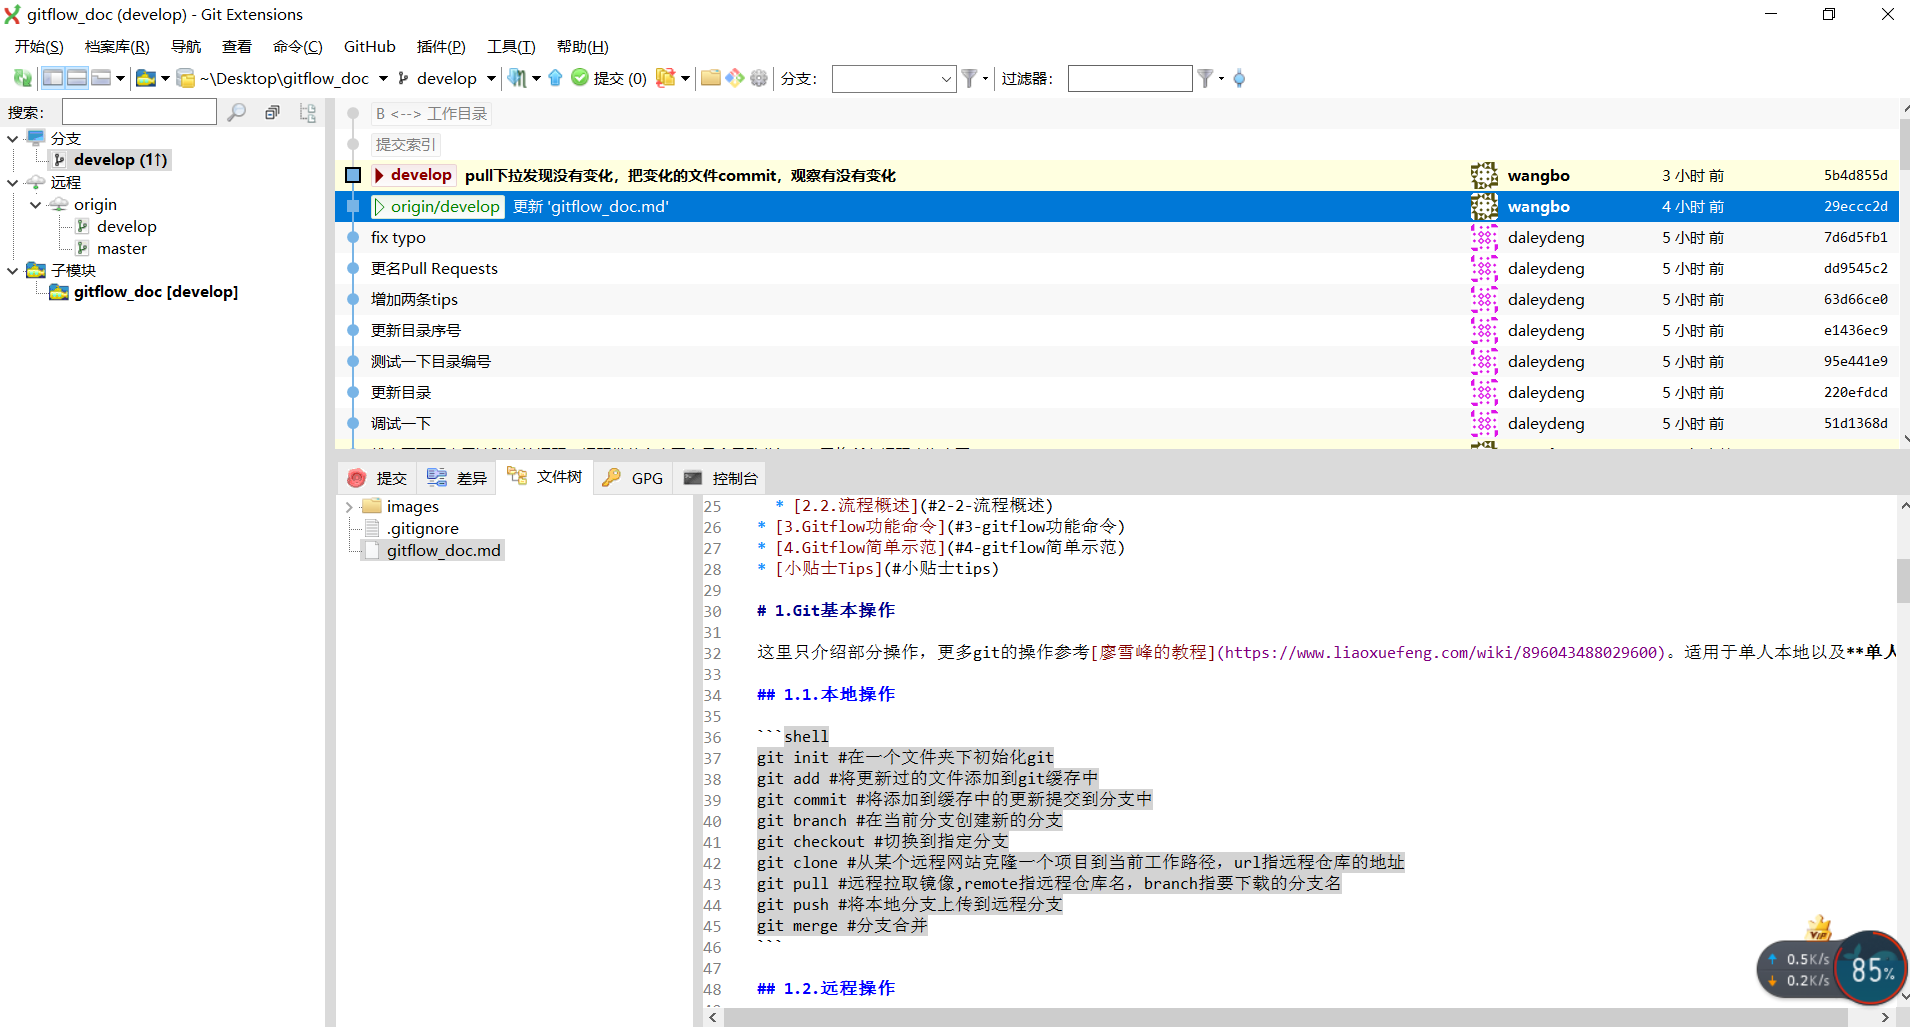 gitflow_doc (develop) - Git Extensions
开始(S) 档案库(R) 导航 查看 命令(C) GitHub 插件(P) 工具(T) 帮助(H)
~\Desktop\gitflow_doc develop 提交 (0) 分支: 过滤器:
搜索:
分支
develop (1↑)
远程
origin
develop
master
子模块
gitflow_doc [develop]
B <--> 工作目录
提交索引
develop pull下拉发现没有变化，把变化的文件commit，观察有没有变化 wangbo 3 小时 前 5b4d855d
origin/develop 更新 'gitflow_doc.md' wangbo 4 小时 前 29eccc2d
fix typo daleydeng 5 小时 前 7d6d5fb1
更名Pull Requests daleydeng 5 小时 前 dd9545c2
增加两条tips daleydeng 5 小时 前 63d66ce0
更新目录序号 daleydeng 5 小时 前 e1436ec9
测试一下目录编号 daleydeng 5 小时 前 95e441e9
更新目录 daleydeng 5 小时 前 220efdcd
调试一下 daleydeng 5 小时 前 51d1368d
提交 差异 文件树 GPG 控制台
images
.gitignore
gitflow_doc.md
25 * [2.2.流程概述](#2-2-流程概述)
26 * [3.Gitflow功能命令](#3-gitflow功能命令)
27 * [4.Gitflow简单示范](#4-gitflow简单示范)
28 * [小贴士Tips](#小贴士tips)
29
30 # 1.Git基本操作
31
32 这里只介绍部分操作，更多git的操作参考[廖雪峰的教程](https://www.liaoxuefeng.com/wiki/896043488029600)。适用于单人本地以及**单人
33
34 ## 1.1.本地操作
35
36 ```shell
37 git init #在一个文件夹下初始化git
38 git add #将更新过的文件添加到git缓存中
39 git commit #将添加到缓存中的更新提交到分支中
40 git branch #在当前分支创建新的分支
41 git checkout #切换到指定分支
42 git clone #从某个远程网站克隆一个项目到当前工作路径，url指远程仓库的地址
43 git pull #远程拉取镜像,remote指远程仓库名，branch指要下载的分支名
44 git push #将本地分支上传到远程分支
45 git merge #分支合并
46 ```
47
48 ## 1.2.远程操作
VIP
0.5K/s
0.2K/s
85%